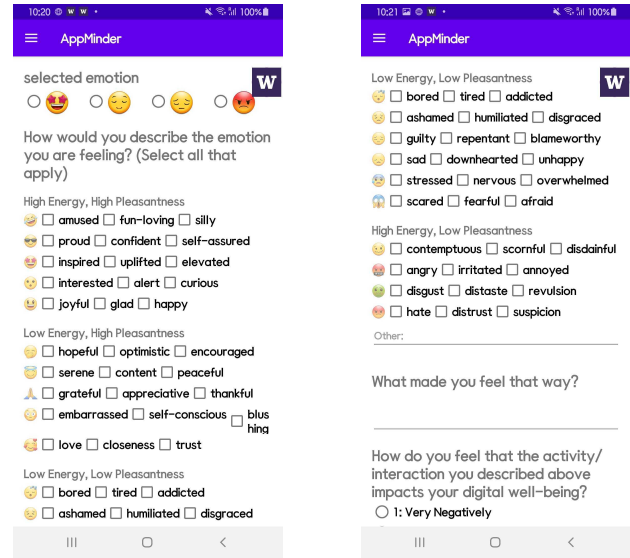 10:20 W W • 100%
AppMinder
selected emotion
W
How would you describe the emotion
you are feeling? (Select all that
apply)
High Energy, High Pleasantness
amused fun-loving silly
proud confident self-assured
inspired uplifted elevated
interested alert curious
joyful glad happy
Low Energy, High Pleasantness
hopeful optimistic encouraged
serene content peaceful
grateful appreciative thankful
embarrassed self-conscious blus
hing
love closeness trust
Low Energy, Low Pleasantness
bored tired addicted
ashamed humiliated disgraced
10:21 W • 100%
AppMinder
W
Low Energy, Low Pleasantness
bored tired addicted
ashamed humiliated disgraced
guilty repentant blameworthy
sad downhearted unhappy
stressed nervous overwhelmed
scared fearful afraid
High Energy, Low Pleasantness
contemptuous scornful disdainful
angry irritated annoyed
disgust distaste revulsion
hate distrust suspicion
Other:
What made you feel that way?
How do you feel that the activity/
interaction you described above
impacts your digital well-being?
1: Very Negatively